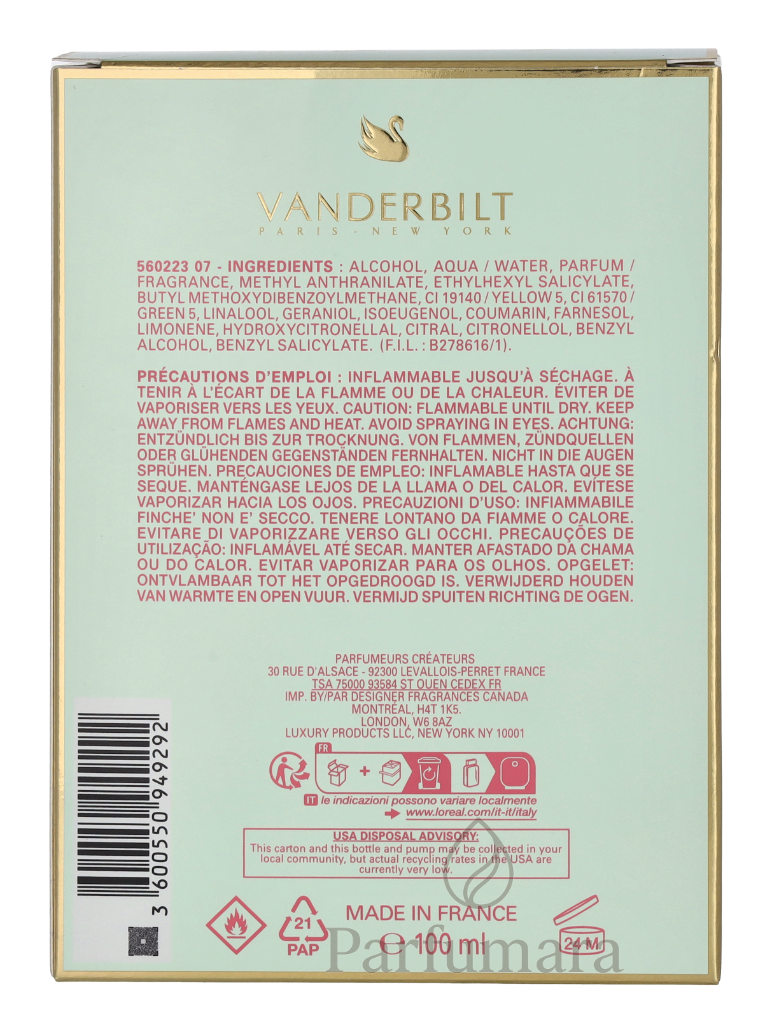 VANDERBILT
PARIS - NEW YORK
560223 07 - INGREDIENTS : ALCOHOL, AQUA / WATER, PARFUM /
FRAGRANCE, METHYL ANTHRANILATE, ETHYLHEXYL SALICYLATE,
BUTYL METHOXYDIBENZOYLMETHANE, CI 19140 / YELLOW 5, CI 61570 /
GREEN 5, LINALOOL, GERANIOL, ISOEUGENOL, COUMARIN, FARNESOL,
LIMONENE, HYDROXYCITRONELLAL, CITRAL, CITRONELLOL, BENZYL
ALCOHOL, BENZYL SALICYLATE. (F.I.L. : B278616/1).
PRÉCAUTIONS D'EMPLOI : INFLAMMABLE JUSQU'À SÉCHAGE. À
TENIR À L'ÉCART DE LA FLAMME OU DE LA CHALEUR. ÉVITER DE
VAPORISER VERS LES YEUX. CAUTION: FLAMMABLE UNTIL DRY. KEEP
AWAY FROM FLAMES AND HEAT. AVOID SPRAYING IN EYES. ACHTUNG:
ENTZÜNDLICH BIS ZUR TROCKNUNG. VON FLAMMEN, ZÜNDQUELLEN
ODER GLÜHENDEN GEGENSTÄNDEN FERNHALTEN. NICHT IN DIE AUGEN
SPRÜHEN. PRECAUCIONES DE EMPLEO: INFLAMABLE HASTA QUE SE
SEQUE. MANTÉNGASE LEJOS DE LA LLAMA O DEL CALOR. EVÍTESE
VAPORIZAR HACIA LOS OJOS. PRECAUZIONI D'USO: INFIAMMABILE
FINCHE' NON E' SECCO. TENERE LONTANO DA FIAMME O CALORE.
EVITARE DI VAPORIZZARE VERSO GLI OCCHI. PRECAUÇÕES DE
UTILIZAÇÃO: INFLAMÁVEL ATÉ SECAR. MANTER AFASTADO DA CHAMA
OU DO CALOR. EVITAR VAPORIZAR PARA OS OLHOS. OPGELET:
ONTVLAMBAAR TOT HET OPGEDROOGD IS. VERWIJDERD HOUDEN
VAN WARMTE EN OPEN VUUR. VERMIJD SPUITEN RICHTING DE OGEN.
PARFUMEURS CRÉATEURS
30 RUE D'ALSACE - 92300 LEVALLOIS-PERRET FRANCE
TSA 75000 93584 ST OUEN CEDEX FR
IMP. BY/PAR DESIGNER FRAGRANCES CANADA
MONTRÉAL, H4T 1K5.
LONDON, W6 8AZ
LUXURY PRODUCTS LLC, NEW YORK NY 10001
FR
+
IT le indicazioni possono variare localmente
www.loreal.com/it-it/italy
USA DISPOSAL ADVISORY:
This carton and this bottle and pump may be collected in your
local community, but actual recycling rates in the USA are
currently very low.
3 600550 949292
21
PAP
MADE IN FRANCE
e 100 ml
24 M
Parfumara